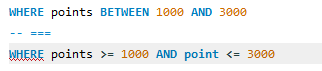 WHERE points BETWEEN 1000 AND 3000
-- ===
WHERE points >= 1000 AND point <= 3000